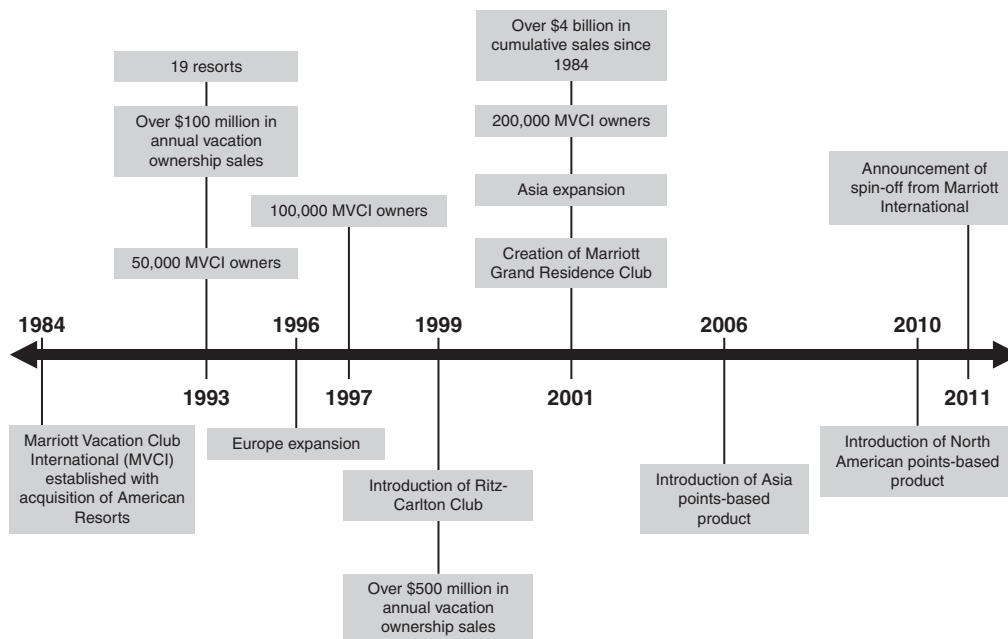 Over $4 billion in
cumulative sales since
1984
19 resorts
Over $100 million in
annual vacation
ownership sales
200,000 MVCI owners
Announcement of
spin-off from Marriott
International
Asia expansion
100,000 MVCI owners
50,000 MVCI owners
Creation of Marriott
Grand Residence Club
1984
1996
1999
2006
2010
1993
1997
2001
2011
Marriott Vacation Club
International (MVCI)
established with
acquisition of American
Resorts
Europe expansion
Introduction of Ritz-
Carlton Club
Introduction of Asia
points-based
product
Introduction of North
American points-based
product
Over $500 million in
annual vacation
ownership sales